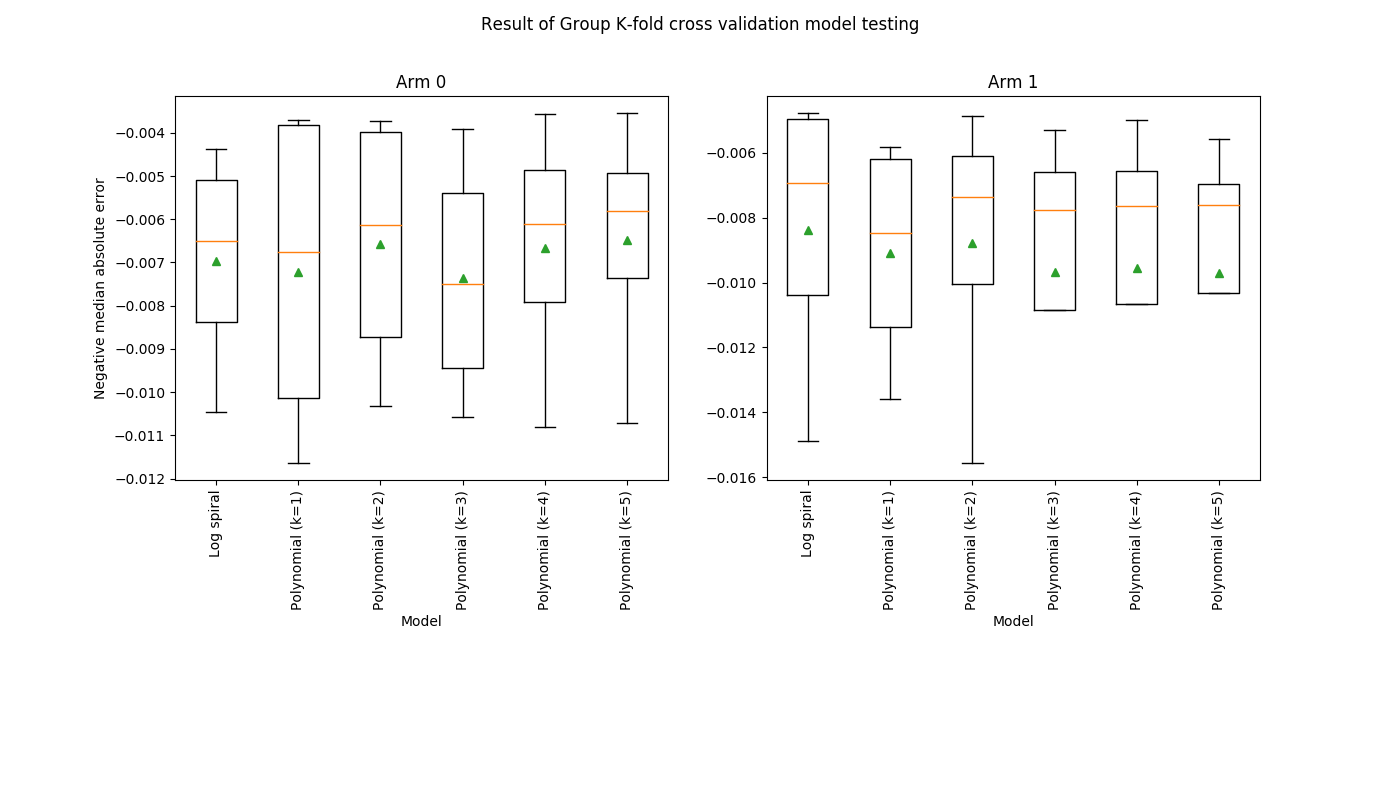 Result of Group K-fold cross validation model testing
Arm 0
Negative median absolute error
−0.004
−0.005
−0.006
−0.007
−0.008
−0.009
−0.010
−0.011
−0.012
Log spiral
Polynomial (k=1)
Polynomial (k=2)
Polynomial (k=3)
Polynomial (k=4)
Polynomial (k=5)
Model
Arm 1
−0.006
−0.008
−0.010
−0.012
−0.014
−0.016
Log spiral
Polynomial (k=1)
Polynomial (k=2)
Polynomial (k=3)
Polynomial (k=4)
Polynomial (k=5)
Model